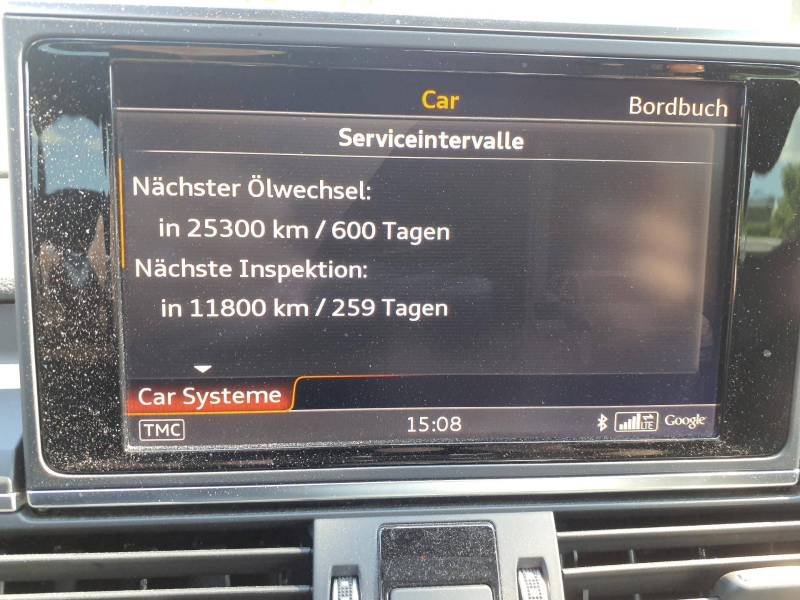 Car
Bordbuch
Serviceintervalle
Nächster Ölwechsel:
in 25300 km / 600 Tagen
Nächste Inspektion:
in 11800 km / 259 Tagen
Car Systeme
TMC
15:08
LTE
Google